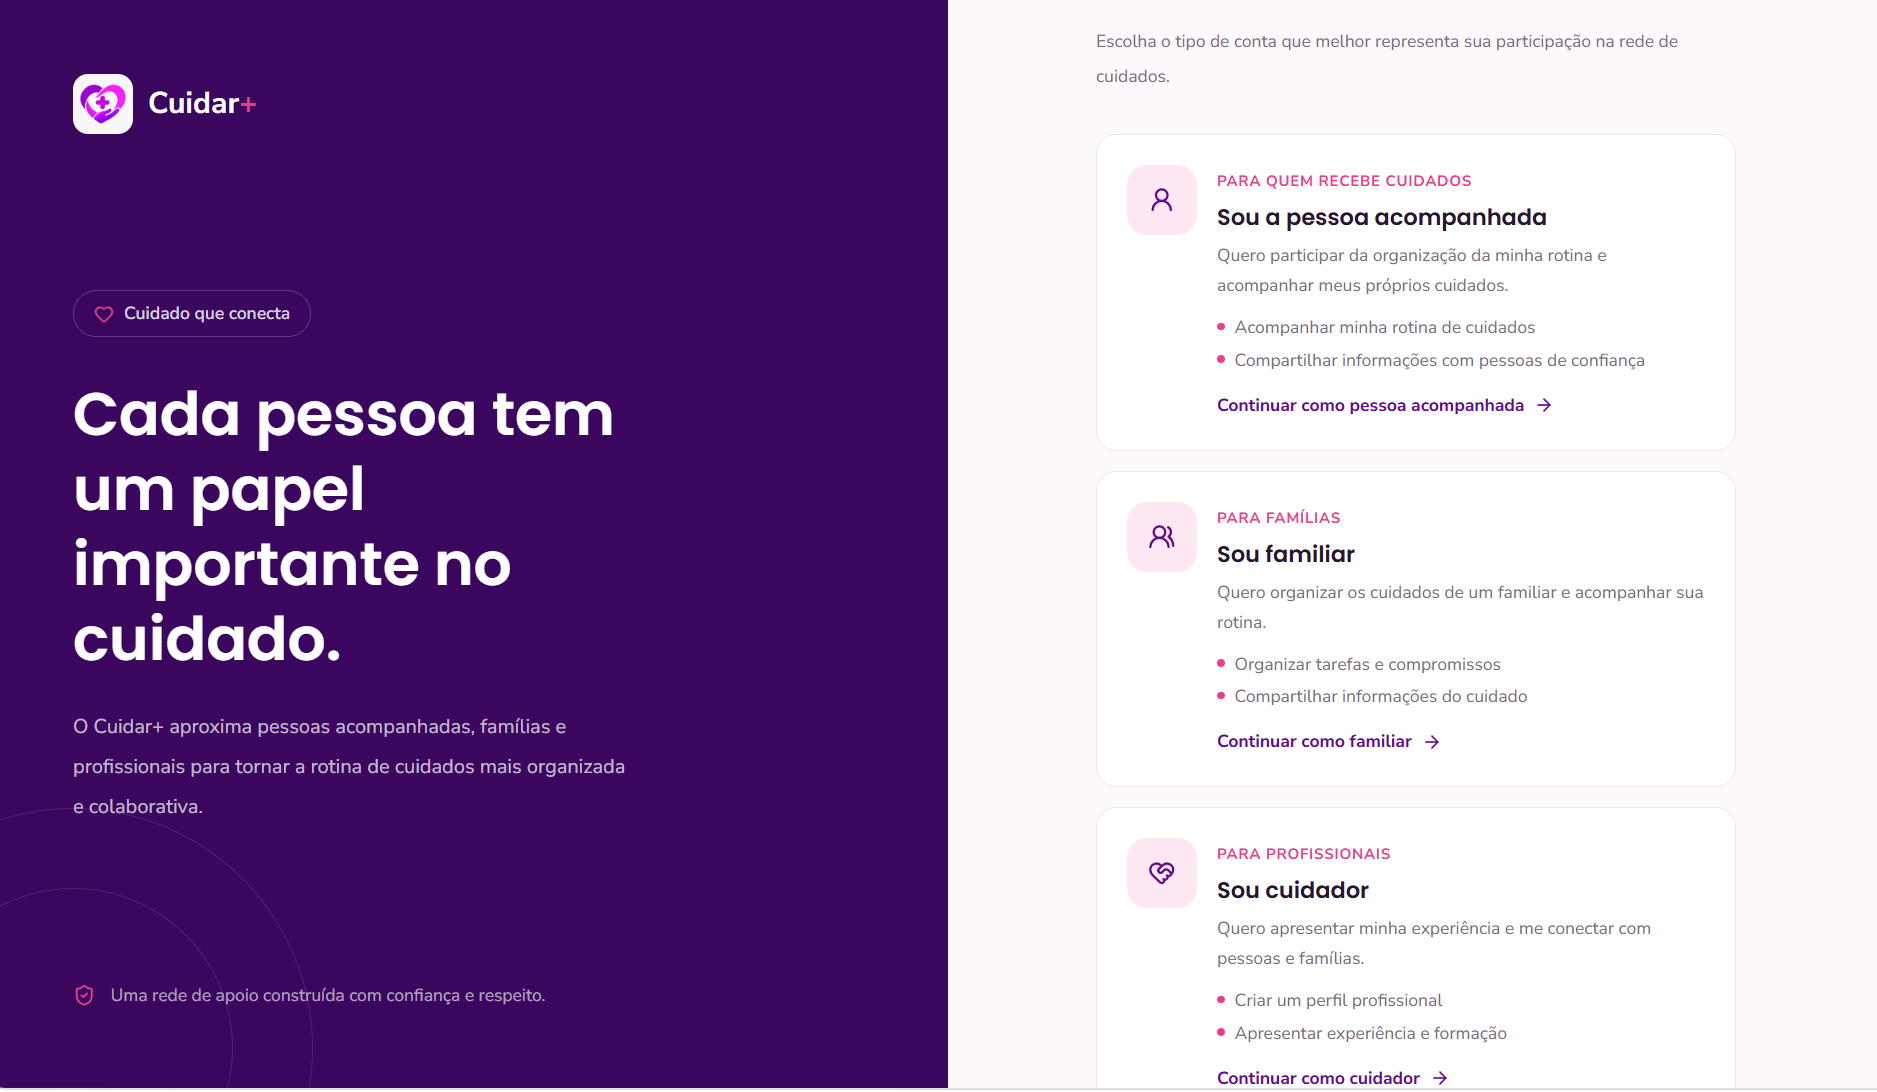 Cuidar+
Cuidado que conecta
Cada pessoa tem
um papel
importante no
cuidado.
O Cuidar+ aproxima pessoas acompanhadas, famílias e
profissionais para tornar a rotina de cuidados mais organizada
e colaborativa.
Uma rede de apoio construída com confiança e respeito.
Escolha o tipo de conta que melhor representa sua participação na rede de
cuidados.
PARA QUEM RECEBE CUIDADOS
Sou a pessoa acompanhada
Quero participar da organização da minha rotina e
acompanhar meus próprios cuidados.
Acompanhar minha rotina de cuidados
Compartilhar informações com pessoas de confiança
Continuar como pessoa acompanhada
PARA FAMÍLIAS
Sou familiar
Quero organizar os cuidados de um familiar e acompanhar sua
rotina.
Organizar tarefas e compromissos
Compartilhar informações do cuidado
Continuar como familiar
PARA PROFISSIONAIS
Sou cuidador
Quero apresentar minha experiência e me conectar com
pessoas e famílias.
Criar um perfil profissional
Apresentar experiência e formação
Continuar como cuidador